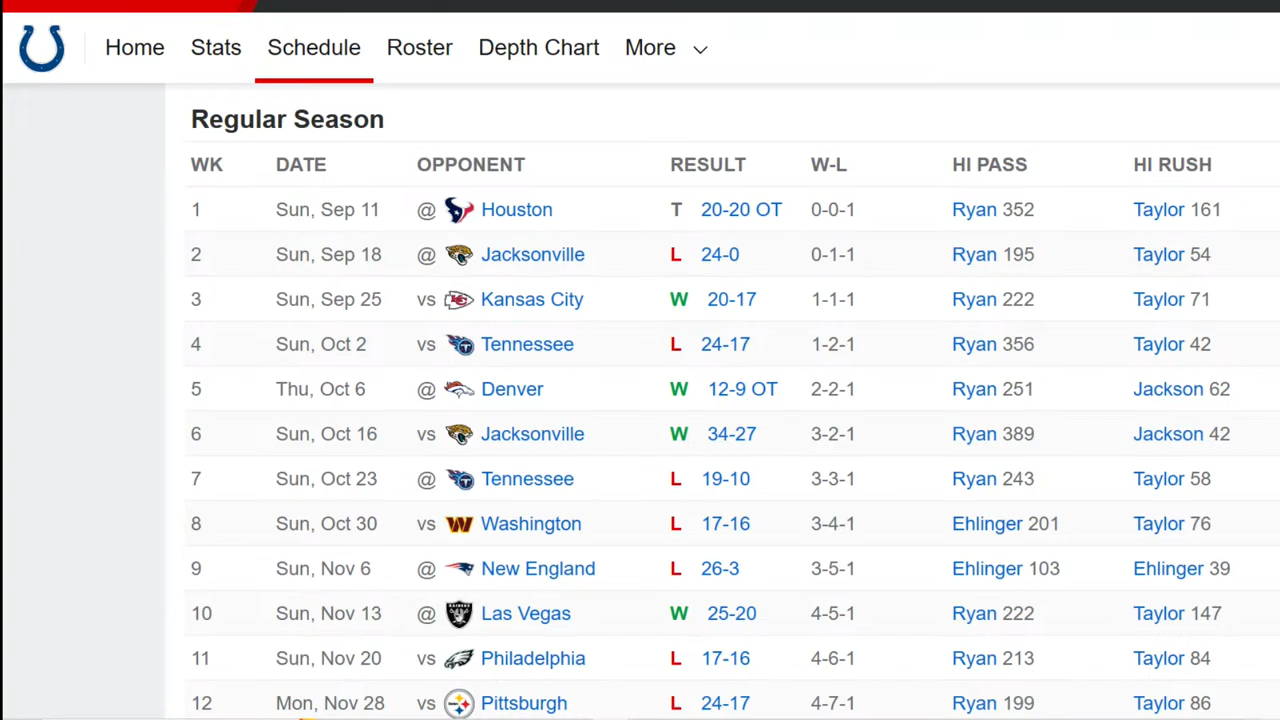 Home Stats Schedule Roster Depth Chart More
Regular Season
WK DATE OPPONENT RESULT W-L HI PASS HI RUSH
1 Sun, Sep 11 @ Houston T 20-20 OT 0-0-1 Ryan 352 Taylor 161
2 Sun, Sep 18 @ Jacksonville L 24-0 0-1-1 Ryan 195 Taylor 54
3 Sun, Sep 25 vs Kansas City W 20-17 1-1-1 Ryan 222 Taylor 71
4 Sun, Oct 2 vs Tennessee L 24-17 1-2-1 Ryan 356 Taylor 42
5 Thu, Oct 6 @ Denver W 12-9 OT 2-2-1 Ryan 251 Jackson 62
6 Sun, Oct 16 vs Jacksonville W 34-27 3-2-1 Ryan 389 Jackson 42
7 Sun, Oct 23 @ Tennessee L 19-10 3-3-1 Ryan 243 Taylor 58
8 Sun, Oct 30 vs Washington L 17-16 3-4-1 Ehlinger 201 Taylor 76
9 Sun, Nov 6 @ New England L 26-3 3-5-1 Ehlinger 103 Ehlinger 39
10 Sun, Nov 13 @ Las Vegas W 25-20 4-5-1 Ryan 222 Taylor 147
11 Sun, Nov 20 vs Philadelphia L 17-16 4-6-1 Ryan 213 Taylor 84
12 Mon, Nov 28 vs Pittsburgh L 24-17 4-7-1 Ryan 199 Taylor 86